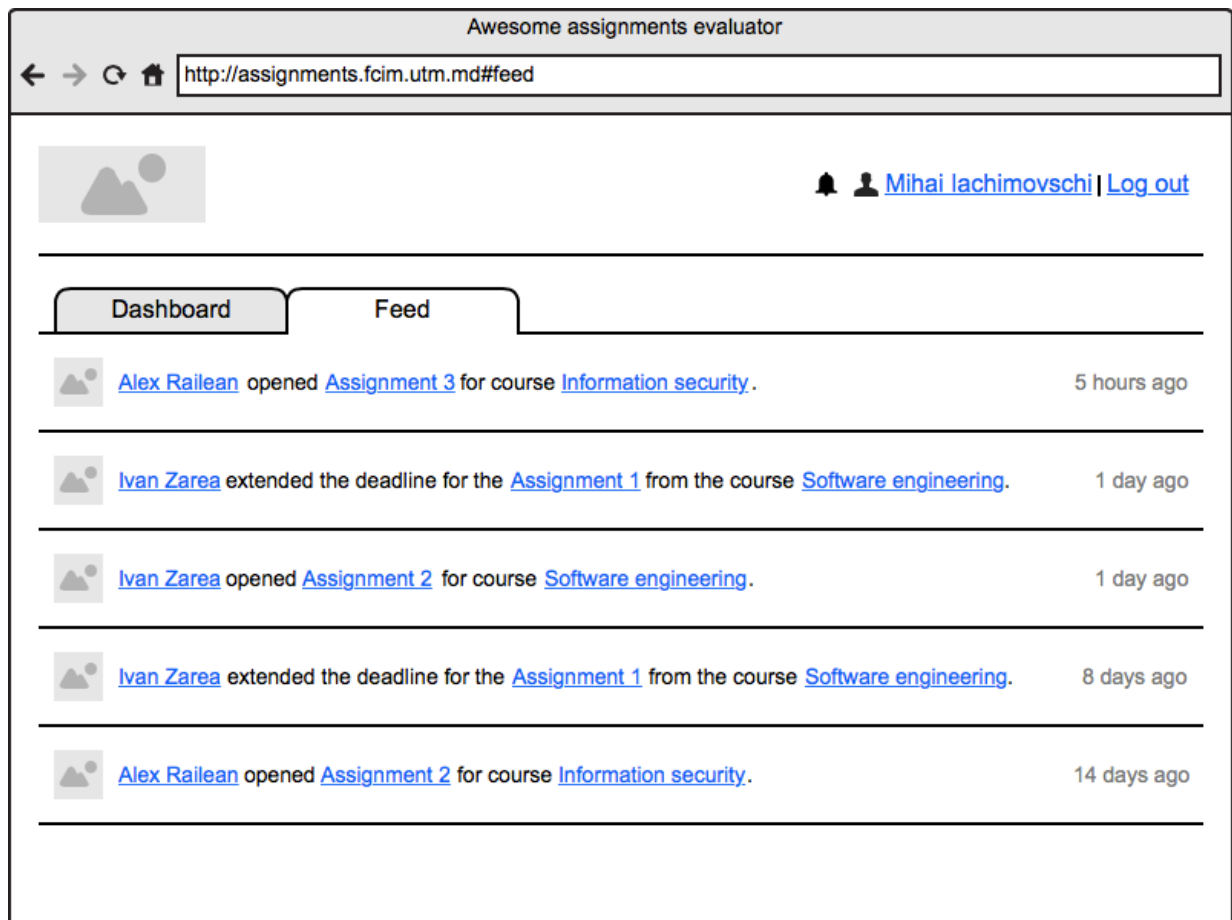 Awesome assignments evaluator
http://assignments.fcim.utm.md#feed
Mihai Iachimovschi | Log out
Dashboard Feed
Alex Railean opened Assignment 3 for course Information security. 5 hours ago
Ivan Zarea extended the deadline for the Assignment 1 from the course Software engineering. 1 day ago
Ivan Zarea opened Assignment 2 for course Software engineering. 1 day ago
Ivan Zarea extended the deadline for the Assignment 1 from the course Software engineering. 8 days ago
Alex Railean opened Assignment 2 for course Information security. 14 days ago